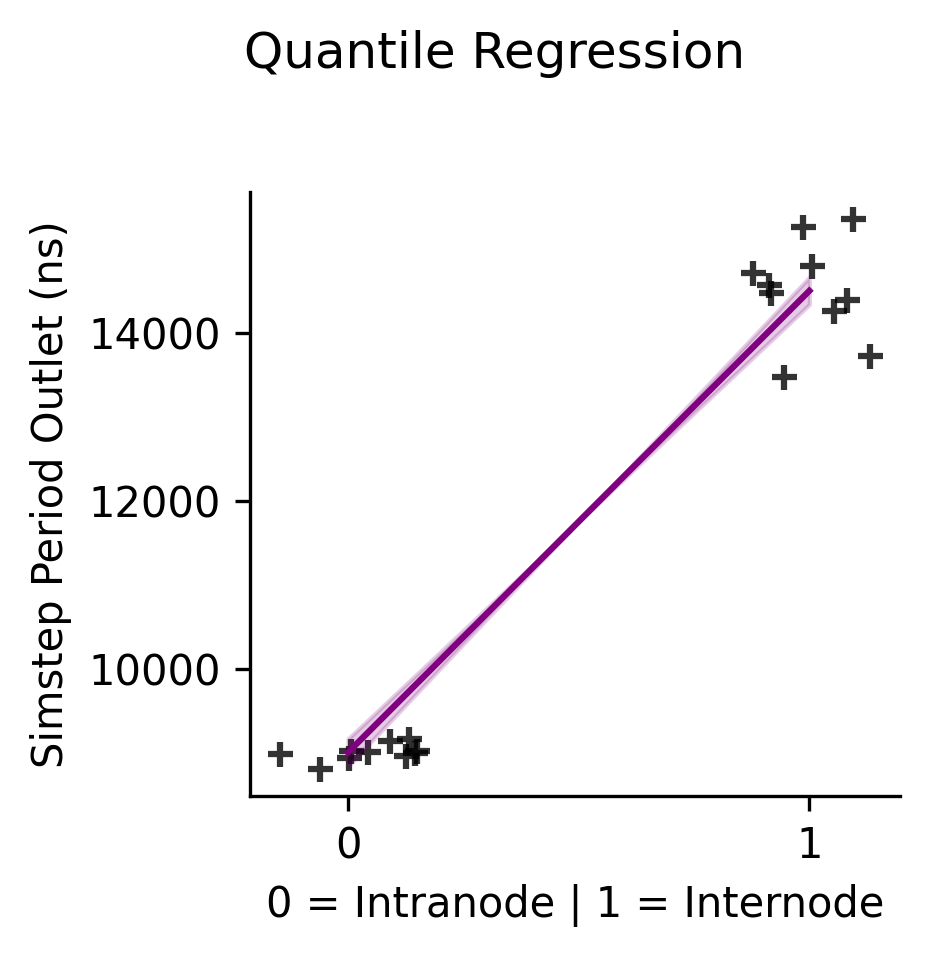 Quantile Regression
Simstep Period Outlet (ns)
14000
12000
10000
0
1
0 = Intranode | 1 = Internode